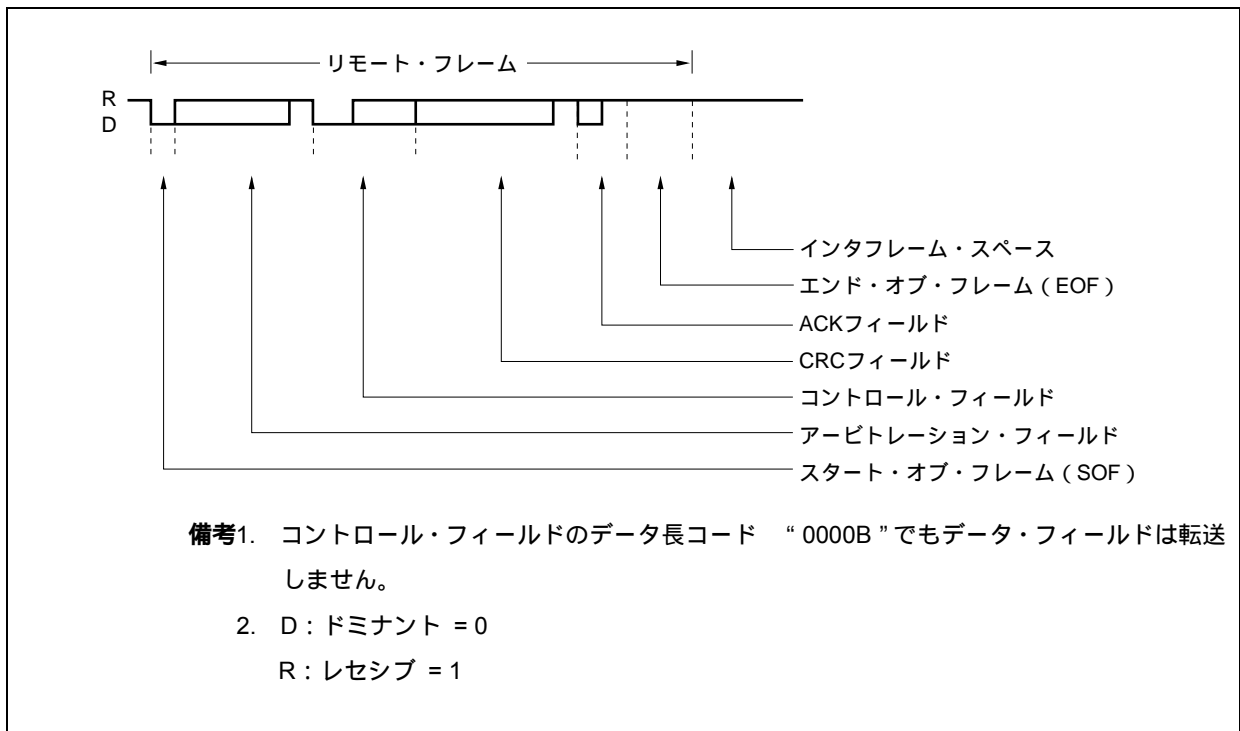 リモート・フレーム
R
D
インタフレーム・スペース
エンド・オブ・フレーム（EOF）
ACKフィールド
CRCフィールド
コントロール・フィールド
アービトレーション・フィールド
スタート・オブ・フレーム（SOF）
備考1. コントロール・フィールドのデータ長コード “0000B”でもデータ・フィールドは転送
しません。
2. D：ドミナント = 0
R：レセシブ = 1